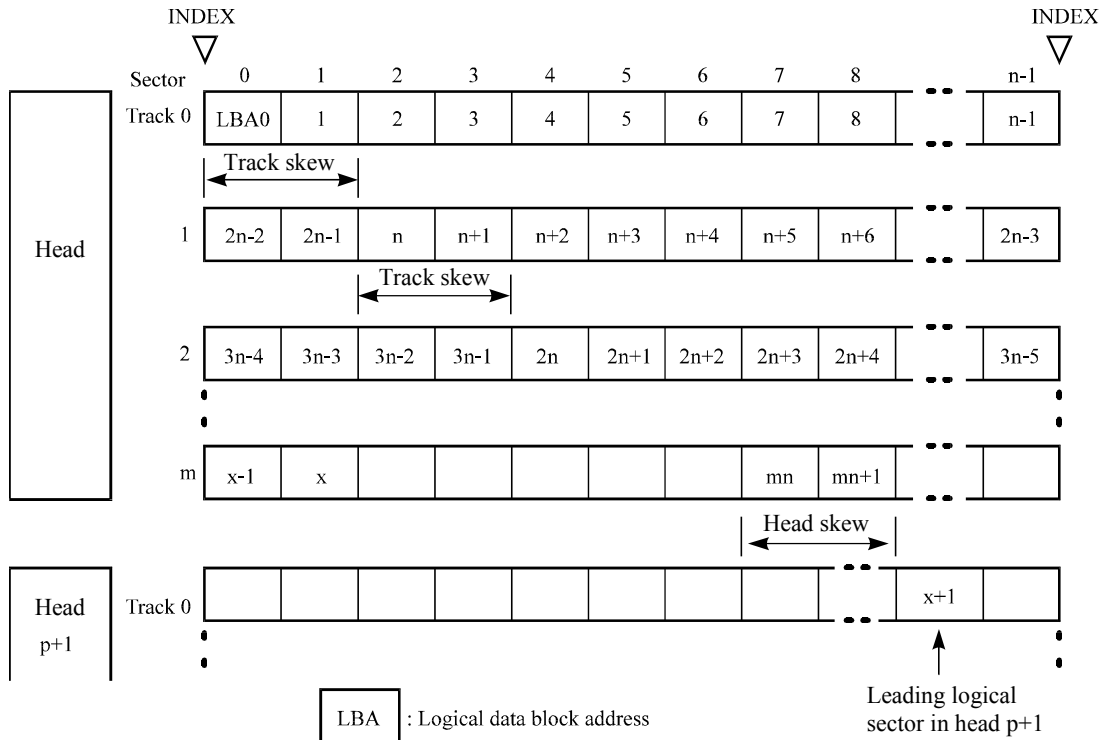 INDEX INDEX
Sector 0 1 2 3 4 5 6 7 8 n-1
Track 0 LBA0 1 2 3 4 5 6 7 8 n-1
Track skew
Head
1 2n-2 2n-1 n n+1 n+2 n+3 n+4 n+5 n+6 2n-3
Track skew
2 3n-4 3n-3 3n-2 3n-1 2n 2n+1 2n+2 2n+3 2n+4 3n-5
m x-1 x mn mn+1
Head skew
Head
p+1
Track 0 x+1
Leading logical
sector in head p+1
LBA : Logical data block address